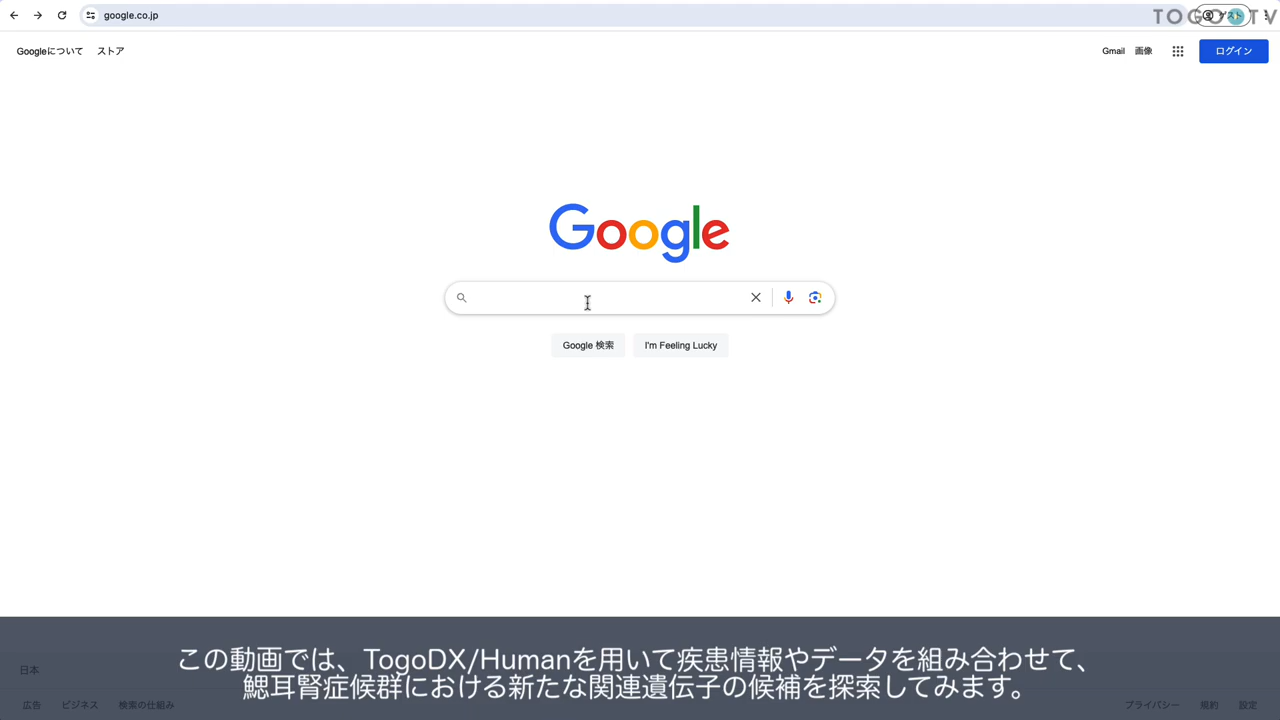 google.co.jp
ゲスト
TOGO TV
Googleについて ストア
Gmail 画像 ログイン
Google
Google 検索 I'm Feeling Lucky
この動画では、TogoDX/Humanを用いて疾患情報やデータを組み合わせて、
鰓耳腎症候群における新たな関連遺伝子の候補を探索してみます。
日本
広告 ビジネス 検索の仕組み プライバシー 規約 設定